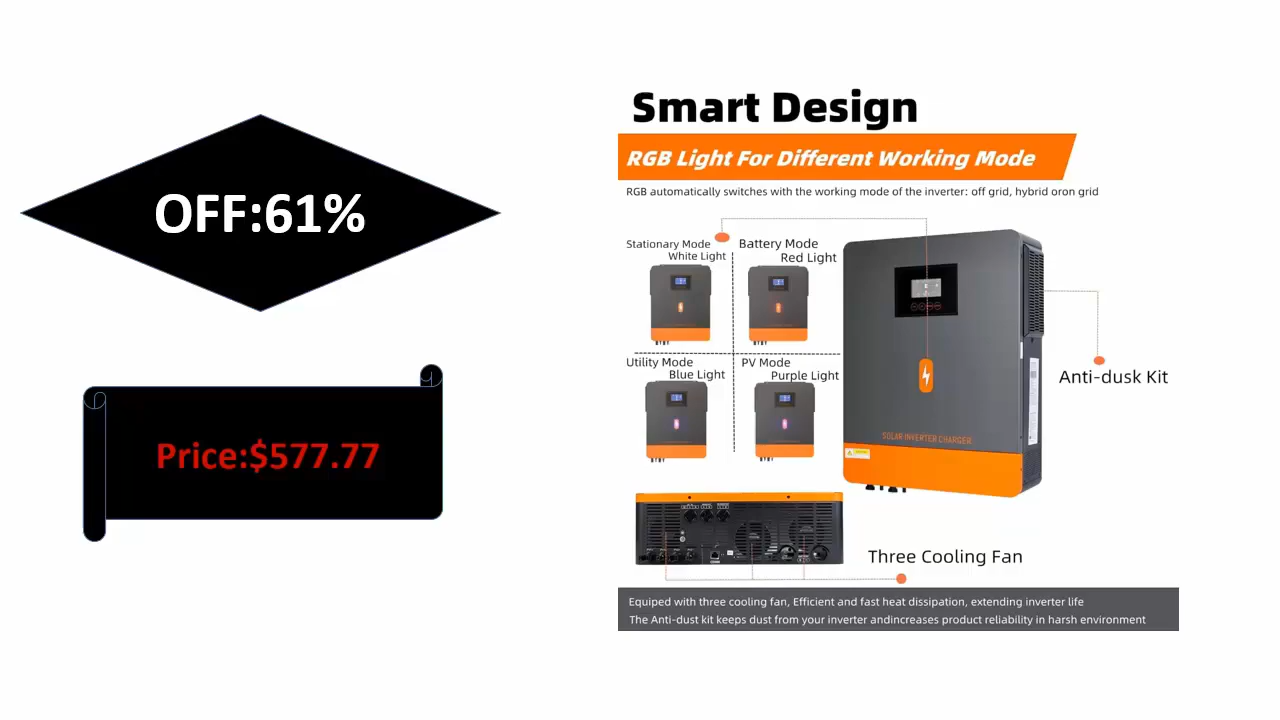 OFF:61%
Price:$577.77
Smart Design
RGB Light For Different Working Mode
RGB automatically switches with the working mode of the inverter: off grid, hybrid oron grid
Stationary Mode
White Light
Battery Mode
Red Light
Utility Mode
Blue Light
PV Mode
Purple Light
SOLAR INVERTER CHARGER
Anti-dusk Kit
Three Cooling Fan
Equiped with three cooling fan, Efficient and fast heat dissipation, extending inverter life
The Anti-dust kit keeps dust from your inverter andincreases product reliability in harsh environment